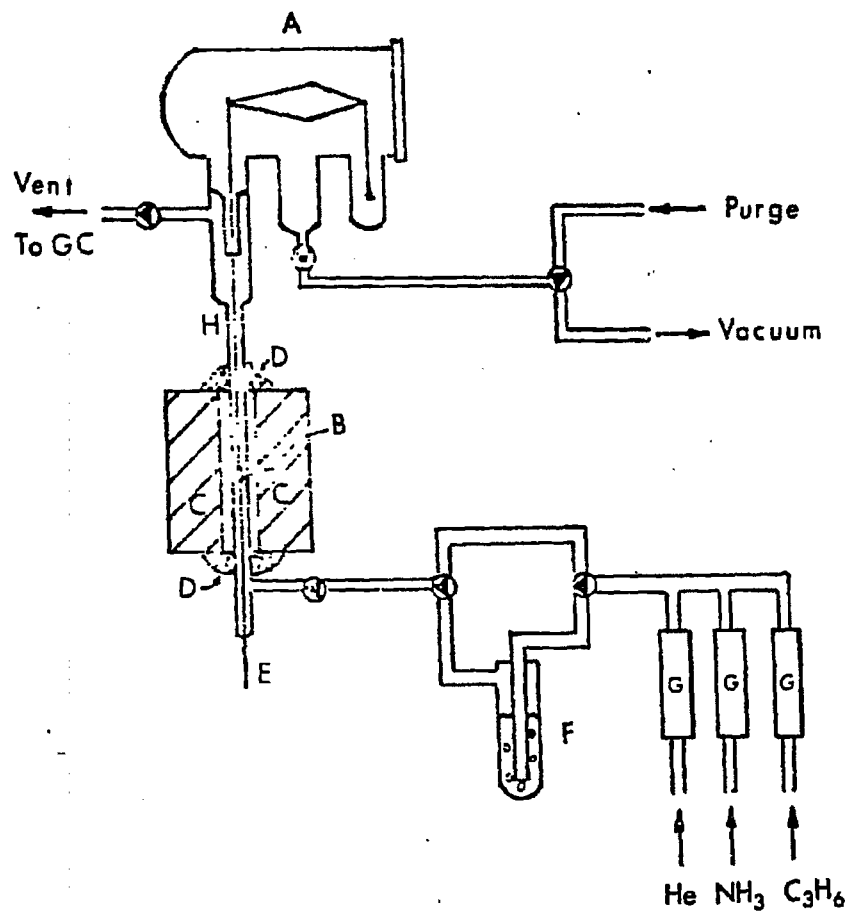 A
Vent
To GC
Purge
Vacuum
H
D
B
C C
D
E
F
G G G
He NH₃ C₃H₆